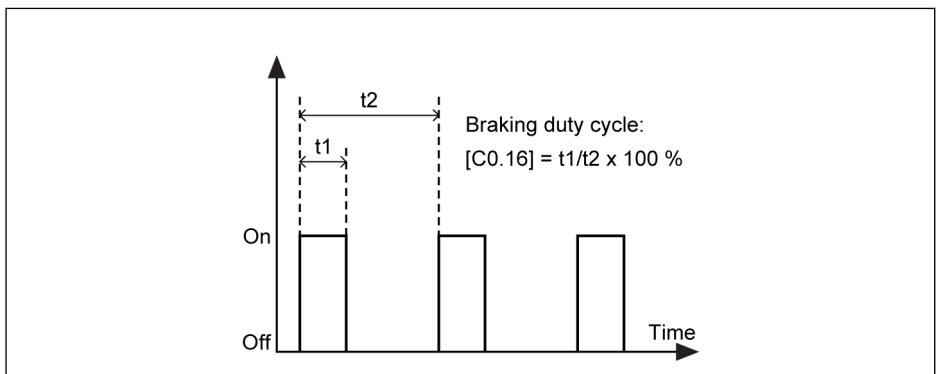 t2
Braking duty cycle:
t1
[C0.16] = t1/t2 x 100 %
On
Off
Time